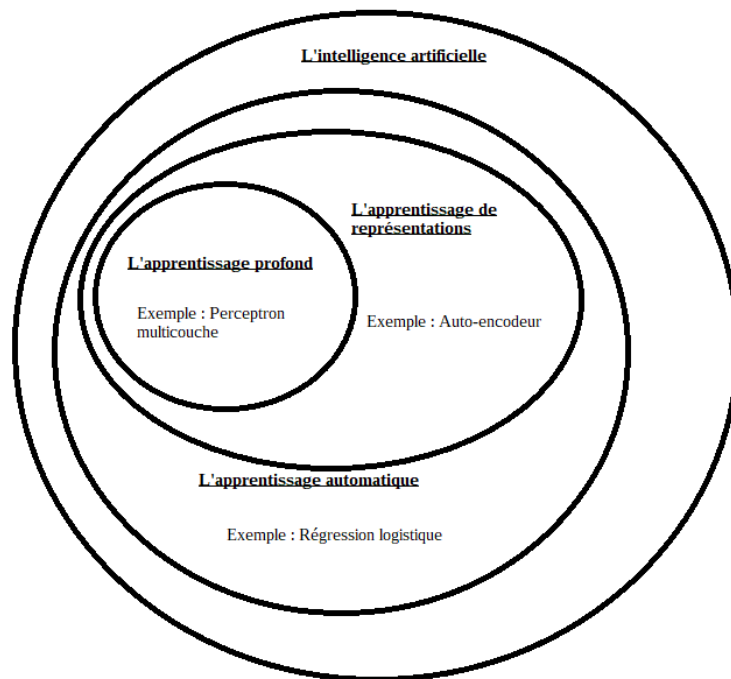 L'intelligence artificielle
L'apprentissage de
représentations
L'apprentissage profond
Exemple : Perceptron
multicouche
Exemple : Auto-encodeur
L'apprentissage automatique
Exemple : Régression logistique